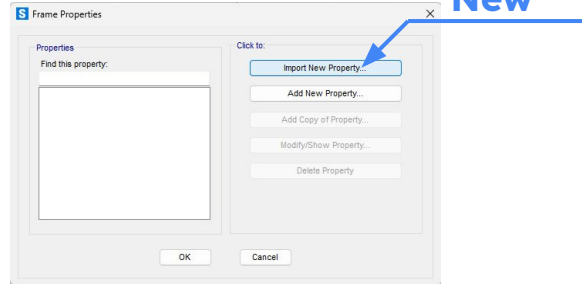 New
S Frame Properties
Properties
Find this property:
Click to:
Import New Property...
Add New Property...
Add Copy of Property...
Modify/Show Property...
Delete Property
OK
Cancel